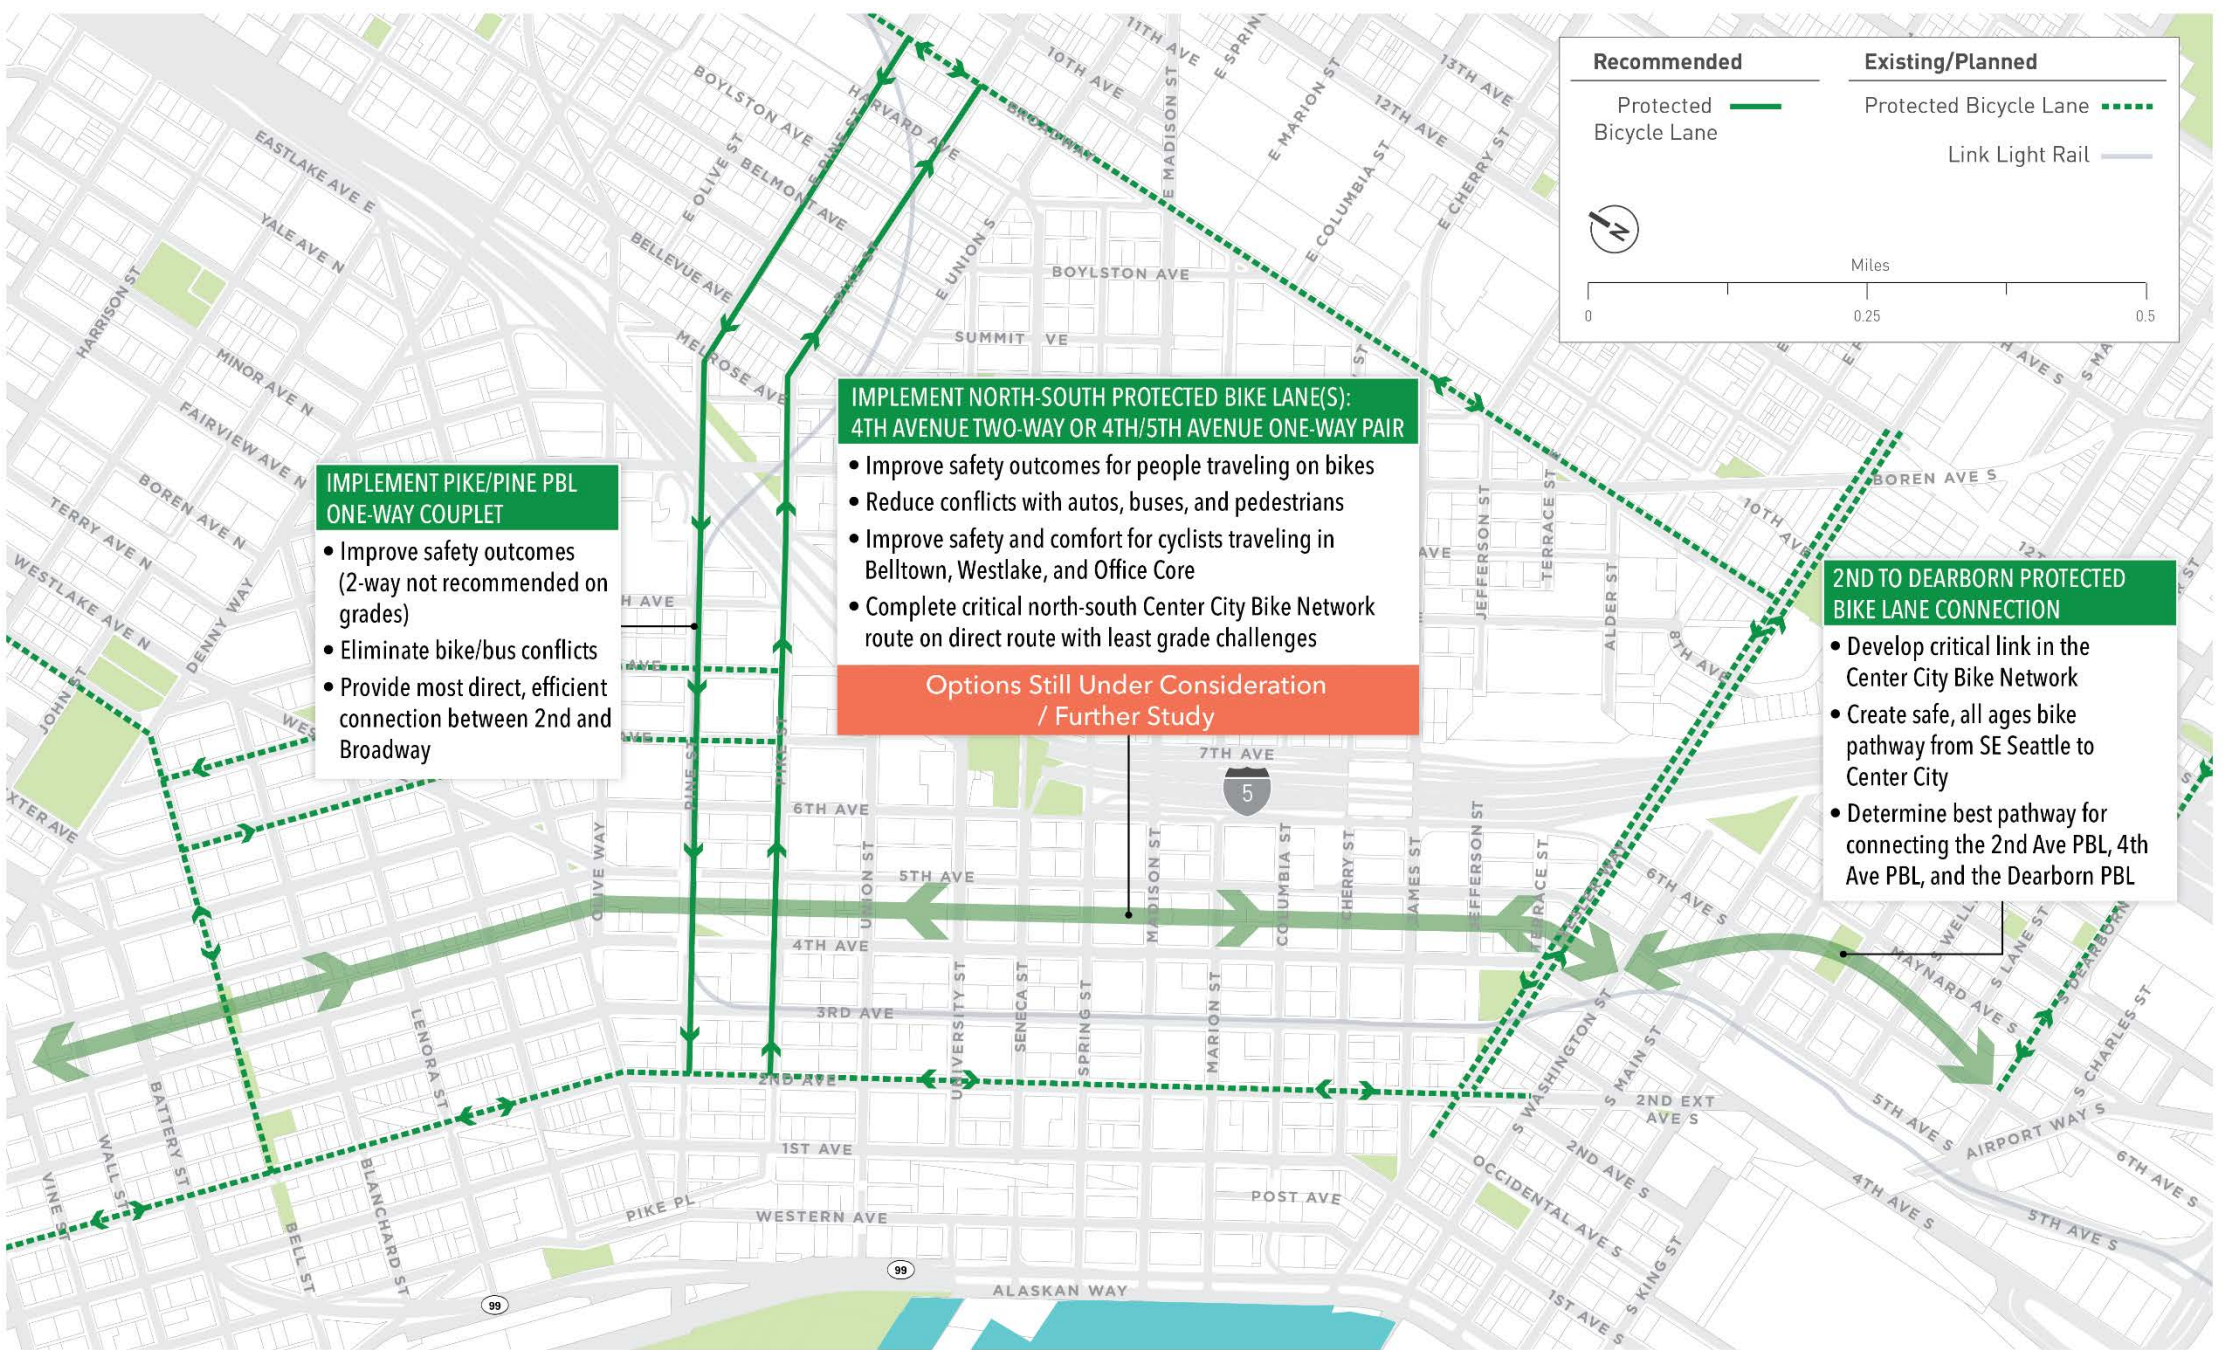 Recommended
Protected
Bicycle Lane
Existing/Planned
Protected Bicycle Lane
Link Light Rail
N
Miles
0
0.25
0.5
IMPLEMENT PIKE/PINE PBL
ONE-WAY COUPLET
• Improve safety outcomes
(2-way not recommended on
grades)
• Eliminate bike/bus conflicts
• Provide most direct, efficient
connection between 2nd and
Broadway
IMPLEMENT NORTH-SOUTH PROTECTED BIKE LANE(S):
4TH AVENUE TWO-WAY OR 4TH/5TH AVENUE ONE-WAY PAIR
• Improve safety outcomes for people traveling on bikes
• Reduce conflicts with autos, buses, and pedestrians
• Improve safety and comfort for cyclists traveling in
Belltown, Westlake, and Office Core
• Complete critical north-south Center City Bike Network
route on direct route with least grade challenges
Options Still Under Consideration
/ Further Study
2ND TO DEARBORN PROTECTED
BIKE LANE CONNECTION
• Develop critical link in the
Center City Bike Network
• Create safe, all ages bike
pathway from SE Seattle to
Center City
• Determine best pathway for
connecting the 2nd Ave PBL, 4th
Ave PBL, and the Dearborn PBL
11TH AVE
10TH AVE
E MADISON ST
E MARION ST
13TH AVE
12TH AVE
E COLUMBIA ST
E CHERRY ST
BOYLSTON AVE
HARVARD AVE
BROADWAY
E OLIVE ST
E PINE ST
BELMONT AVE
E PIKE ST
E UNION S
BELLEVUE AVE
MELROSE AVE
BOYLSTON AVE
SUMMIT VE
EASTLAKE AVE E
YALE AVE N
HARRISON ST
MINOR AVE N
FAIRVIEW AVE N
BOREN AVE N
TERRY AVE N
WESTLAKE AVE N
DENNY WAY
JOHN ST
H AVE
AVE
AVE
PINE ST
PIKE ST
OLIVE WAY
7TH AVE
5
6TH AVE
5TH AVE
4TH AVE
3RD AVE
2ND AVE
1ST AVE
POST AVE
PIKE PL
WESTERN AVE
99
99
ALASKAN WAY
UNION ST
UNIVERSITY ST
SENECA ST
SPRING ST
MADISON ST
MARION ST
COLUMBIA ST
CHERRY ST
JAMES ST
JEFFERSON ST
TERRACE ST
JEFFERSON ST
TERRACE ST
ALDER ST
8TH AVE
BOREN AVE S
10TH AVE
YESLER WAY
6TH AVE S
MAYNARD AVE S
S LANE ST
S DEARBORN
S CHARLES ST
AIRPORT WAY S
5TH AVE S
6TH AVE S
4TH AVE S
5TH AVE S
S WASHINGTON ST
S MAIN ST
2ND EXT
AVE S
2ND AVE S
OCCIDENTAL AVE S
S KING ST
1ST AVE S
LENORA ST
BATTERY ST
WALL ST
VINE ST
BLANCHARD ST
BELL ST